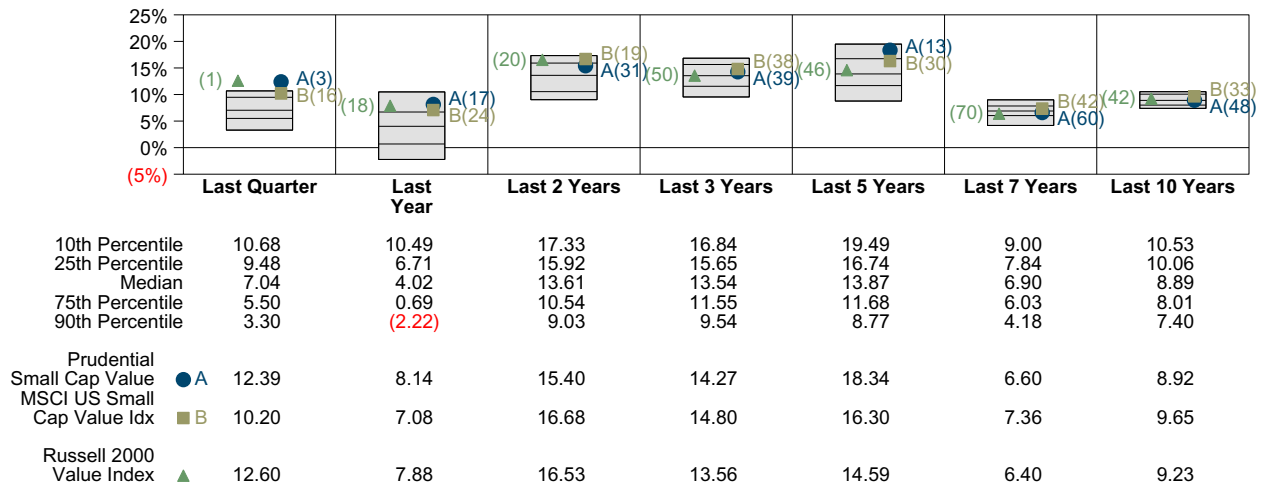 25%
20%
15%
10%
5%
0%
(5%)
(1)
A(3)
B(16)
(18)
A(17)
B(24)
(20)
B(19)
A(31)
(50)
B(38)
A(39)
(46)
A(13)
B(30)
(70)
B(42)
A(60)
(42)
B(33)
A(48)
Last Quarter
Last
Year
Last 2 Years
Last 3 Years
Last 5 Years
Last 7 Years
Last 10 Years
10th Percentile 10.68 10.49 17.33 16.84 19.49 9.00 10.53
25th Percentile 9.48 6.71 15.92 15.65 16.74 7.84 10.06
Median 7.04 4.02 13.61 13.54 13.87 6.90 8.89
75th Percentile 5.50 0.69 10.54 11.55 11.68 6.03 8.01
90th Percentile 3.30 (2.22) 9.03 9.54 8.77 4.18 7.40
Prudential
Small Cap Value A 12.39 8.14 15.40 14.27 18.34 6.60 8.92
MSCI US Small
Cap Value Idx B 10.20 7.08 16.68 14.80 16.30 7.36 9.65
Russell 2000
Value Index 12.60 7.88 16.53 13.56 14.59 6.40 9.23